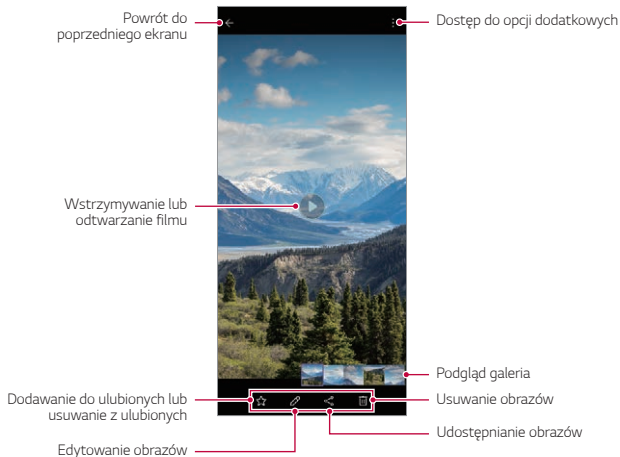 Powrót do
poprzedniego ekranu
Dostęp do opcji dodatkowych
Wstrzymywanie lub
odtwarzanie filmu
Podgląd galeria
Dodawanie do ulubionych lub
usuwanie z ulubionych
Usuwanie obrazów
Udostępnianie obrazów
Edytowanie obrazów